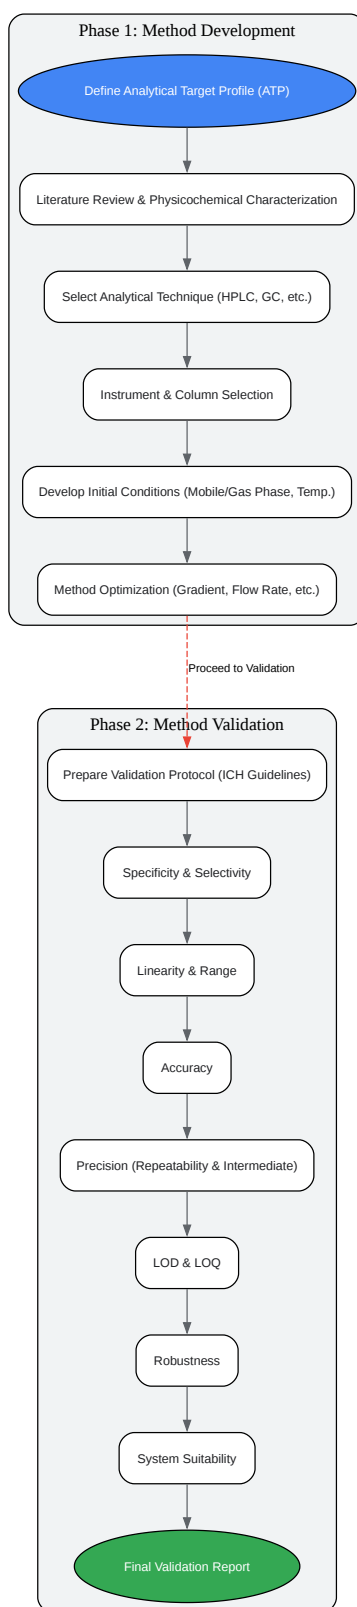 Phase 1: Method Development
Define Analytical Target Profile (ATP)
Literature Review & Physicochemical Characterization
Select Analytical Technique (HPLC, GC, etc.)
Instrument & Column Selection
Develop Initial Conditions (Mobile/Gas Phase, Temp.)
Method Optimization (Gradient, Flow Rate, etc.)
Proceed to Validation
Phase 2: Method Validation
Prepare Validation Protocol (ICH Guidelines)
Specificity & Selectivity
Linearity & Range
Accuracy
Precision (Repeatability & Intermediate)
LOD & LOQ
Robustness
System Suitability
Final Validation Report